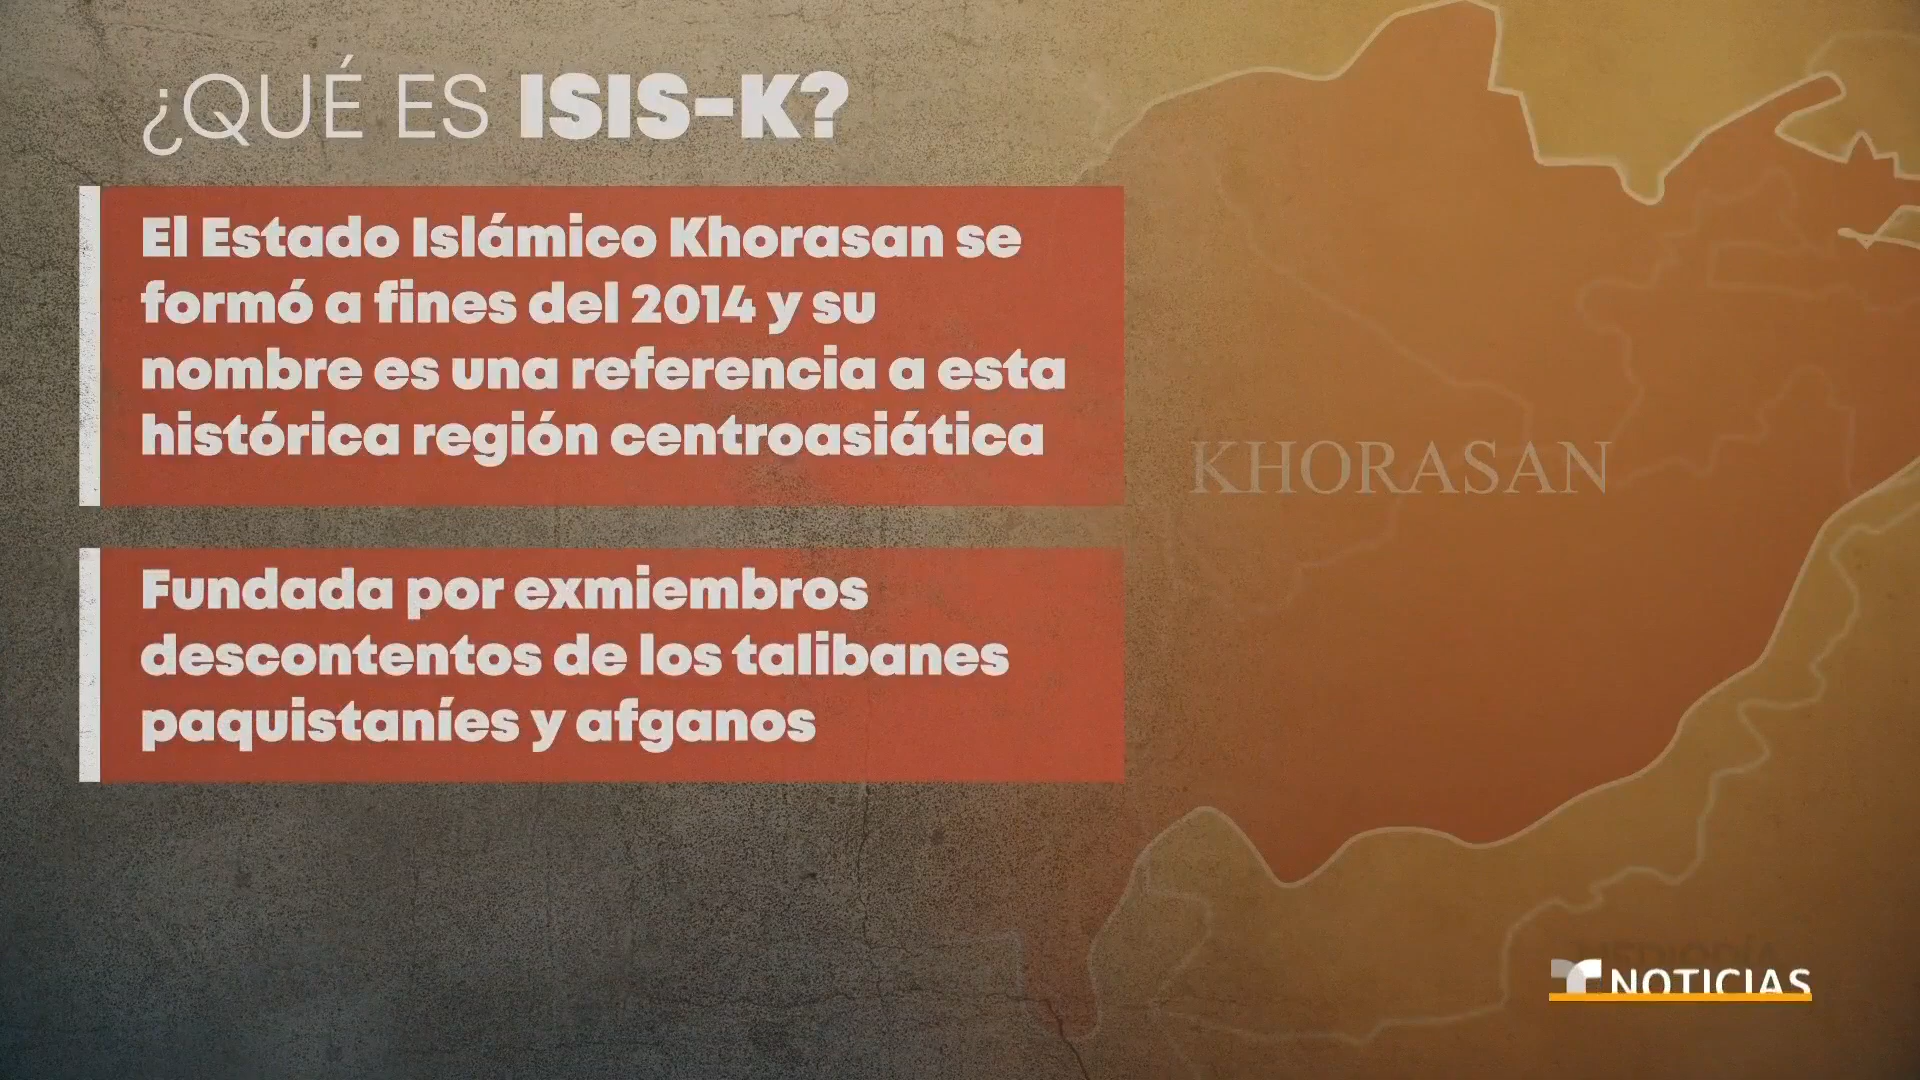 ¿QUÉ ES ISIS-K?
El Estado Islámico Khorasan se
formó a fines del 2014 y su
nombre es una referencia a esta
histórica región centroasiática
KHORASAN
Fundada por exmiembros
descontentos de los talibanes
paquistaníes y afganos
MEDIODÍA
NOTICIAS